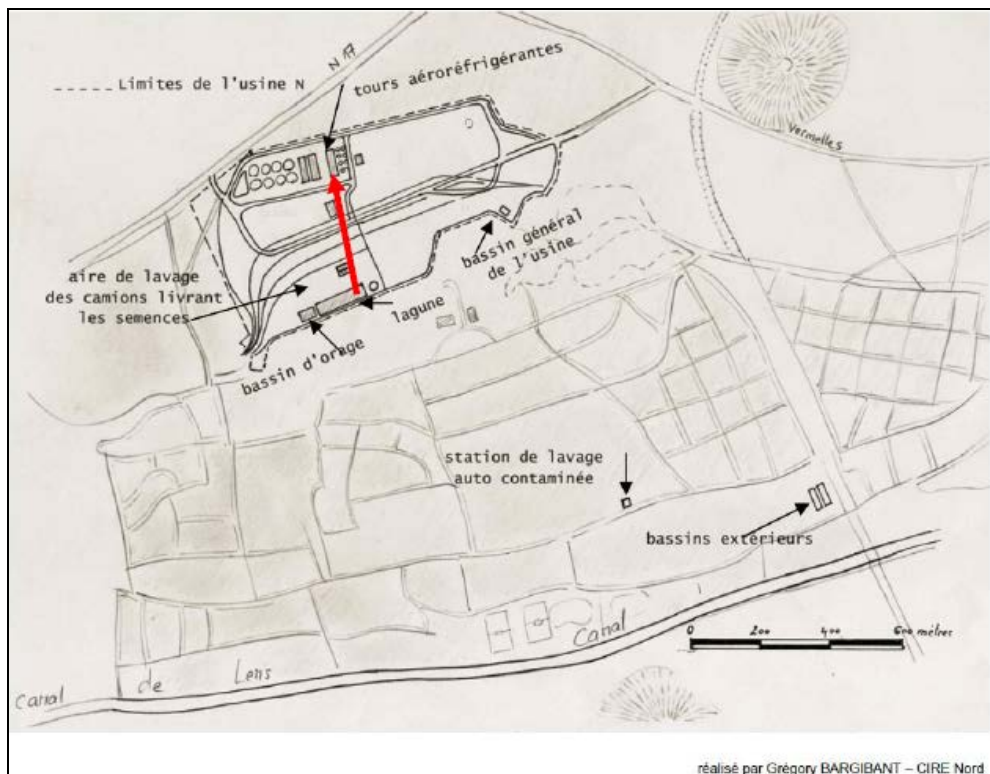 N 17
tours aéroréfrigérantes
Limites de l'usine N
Vermelles
bassin général
de l'usine
aire de lavage
des camions livrant
les semences
lagune
bassin d'orage
station de lavage
auto contaminée
bassins extérieurs
0 200 400 600 mètres
Canal
Canal de Lens
réalisé par Grégory BARGIBANT – CIRE Nord